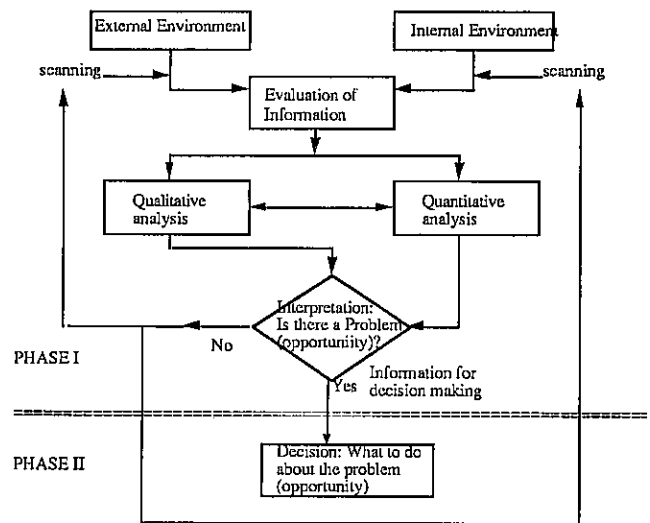 External Environment
Internal Environment
scanning
scanning
Evaluation of
Information
Qualitative
analysis
Quantitative
analysis
Interpretation:
Is there a Problem
(opportuniity)?
No
PHASE I
Yes
Information for
decision making
PHASE II
Decision: What to do
about the problem
(opportunity)